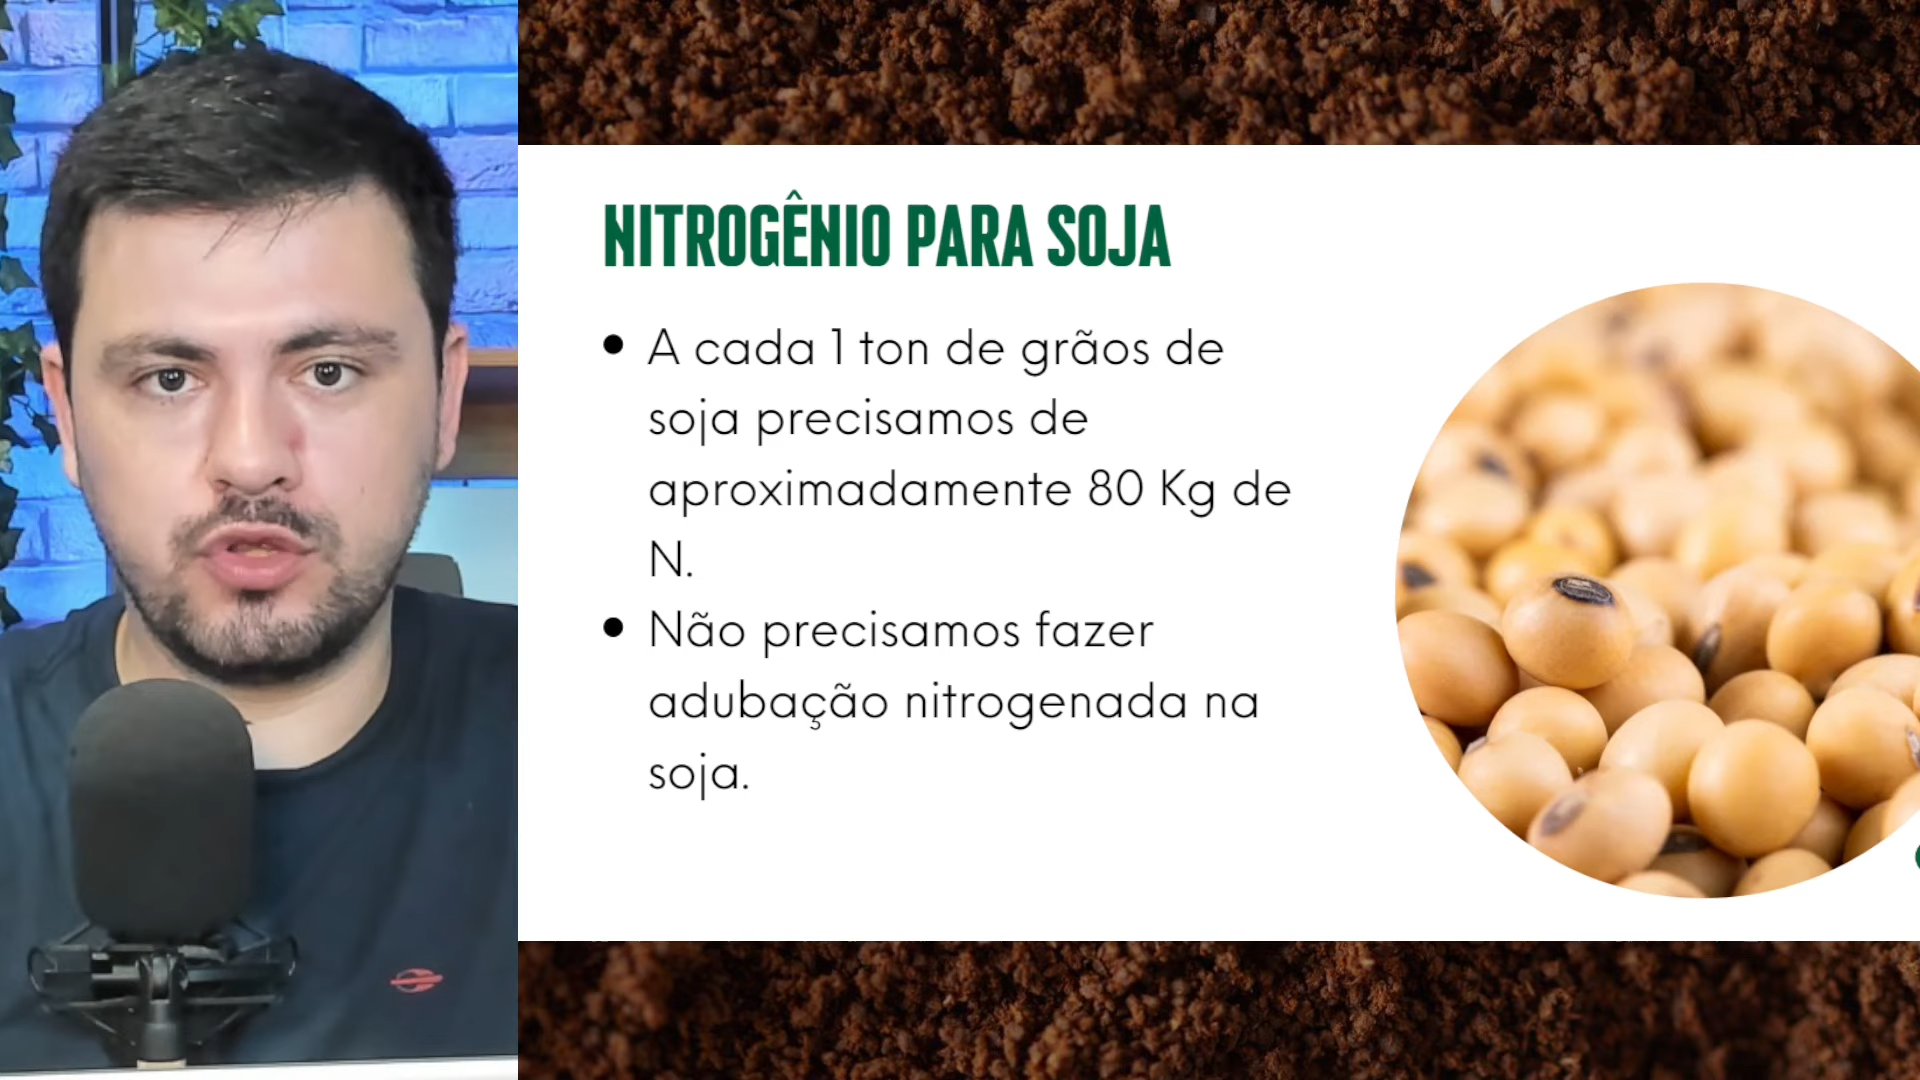 NITROGÊNIO PARA SOJA
A cada 1 ton de grãos de
soja precisamos de
aproximadamente 80 Kg de
N.
Não precisamos fazer
adubação nitrogenada na
soja.